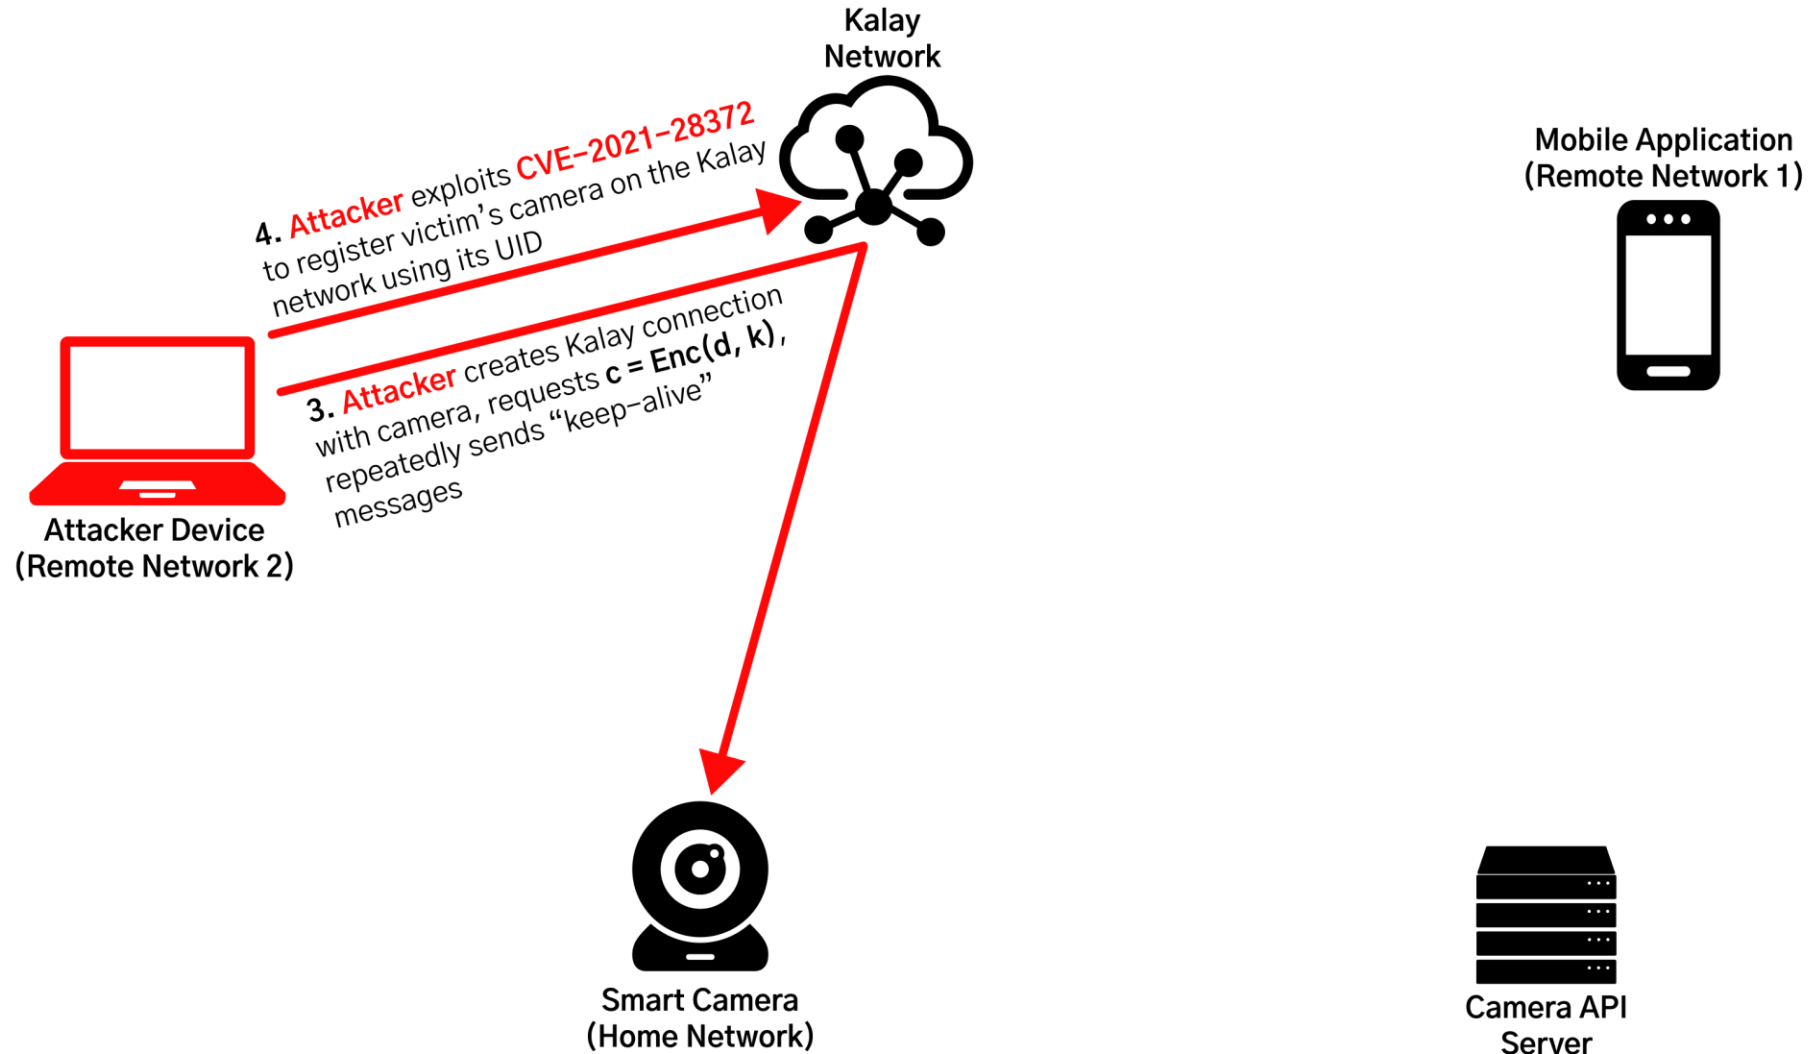 Kalay
Network
4. Attacker exploits CVE-2021-28372
to register victim's camera on the Kalay
network using its UID
Mobile Application
(Remote Network 1)
3. Attacker creates Kalay connection
with camera, requests c = Enc(d, k),
repeatedly sends “keep-alive”
messages
Attacker Device
(Remote Network 2)
Smart Camera
(Home Network)
Camera API
Server